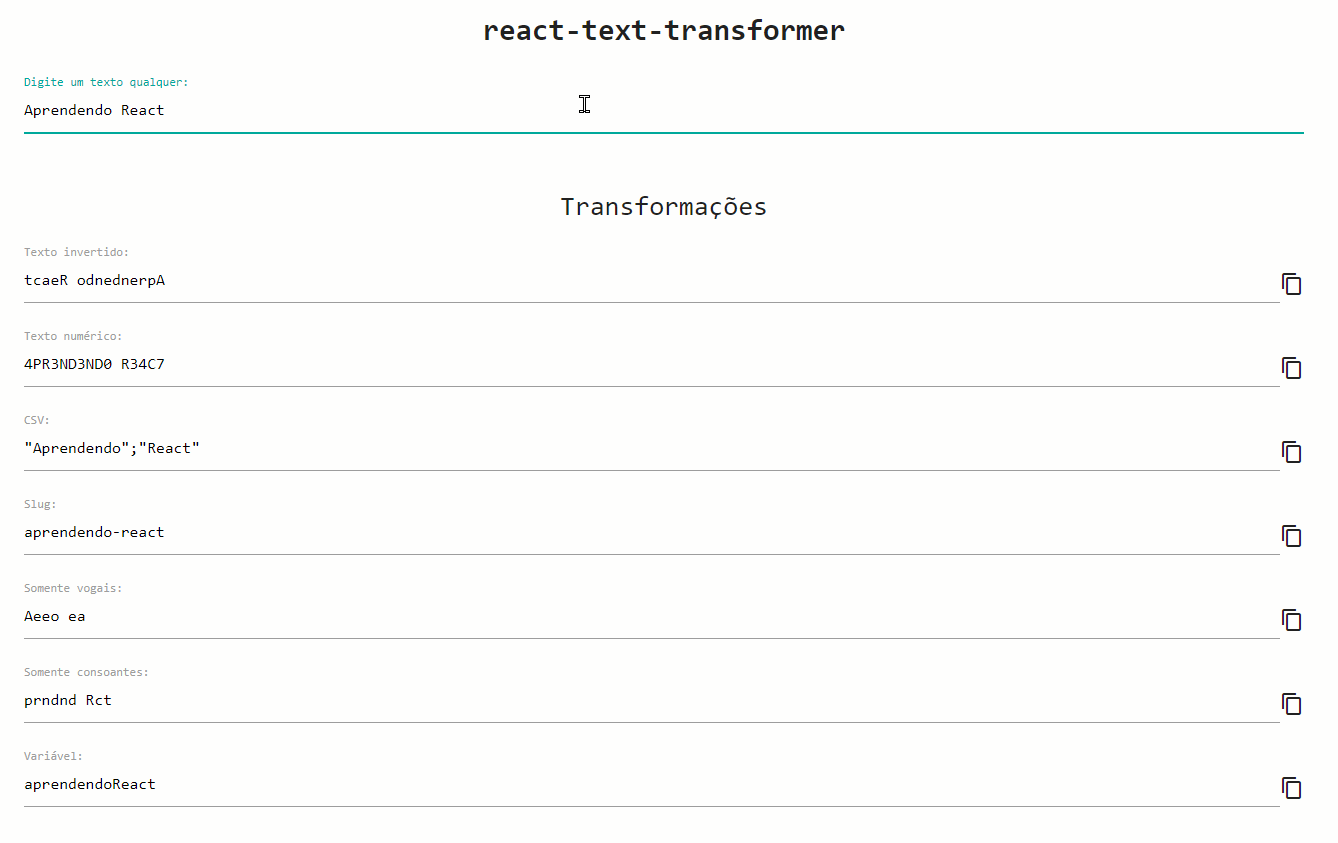 react-text-transformer
Digite um texto qualquer:
Aprendendo React
Transformações
Texto invertido:
tcaeR odnednerpA
Texto numérico:
4PR3ND3ND0 R34C7
CSV:
"Aprendendo";"React"
Slug:
aprendendo-react
Somente vogais:
Aeeo ea
Somente consoantes:
prndnd Rct
Variável:
aprendendoReact